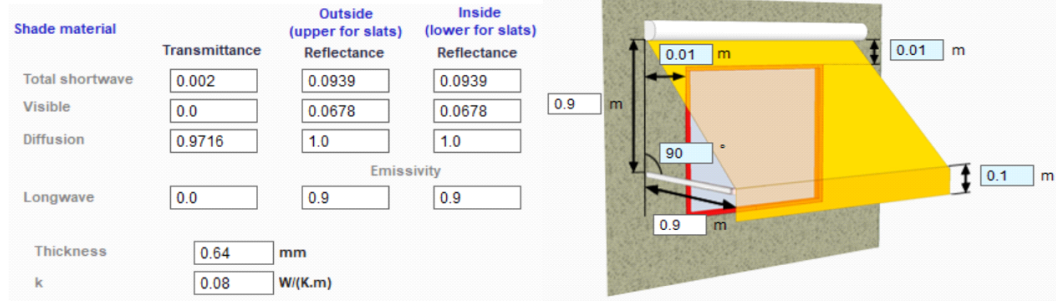 Shade material
Outside
(upper for slats)
Inside
(lower for slats)
Transmittance
Reflectance
Reflectance
Total shortwave 0.002 0.0939 0.0939
Visible 0.0 0.0678 0.0678
Diffusion 0.9716 1.0 1.0
Emissivity
Longwave 0.0 0.9 0.9
Thickness 0.64 mm
k 0.08 W/(K.m)
0.01 m
0.01 m
0.9 m
90 °
0.1 m
0.9 m